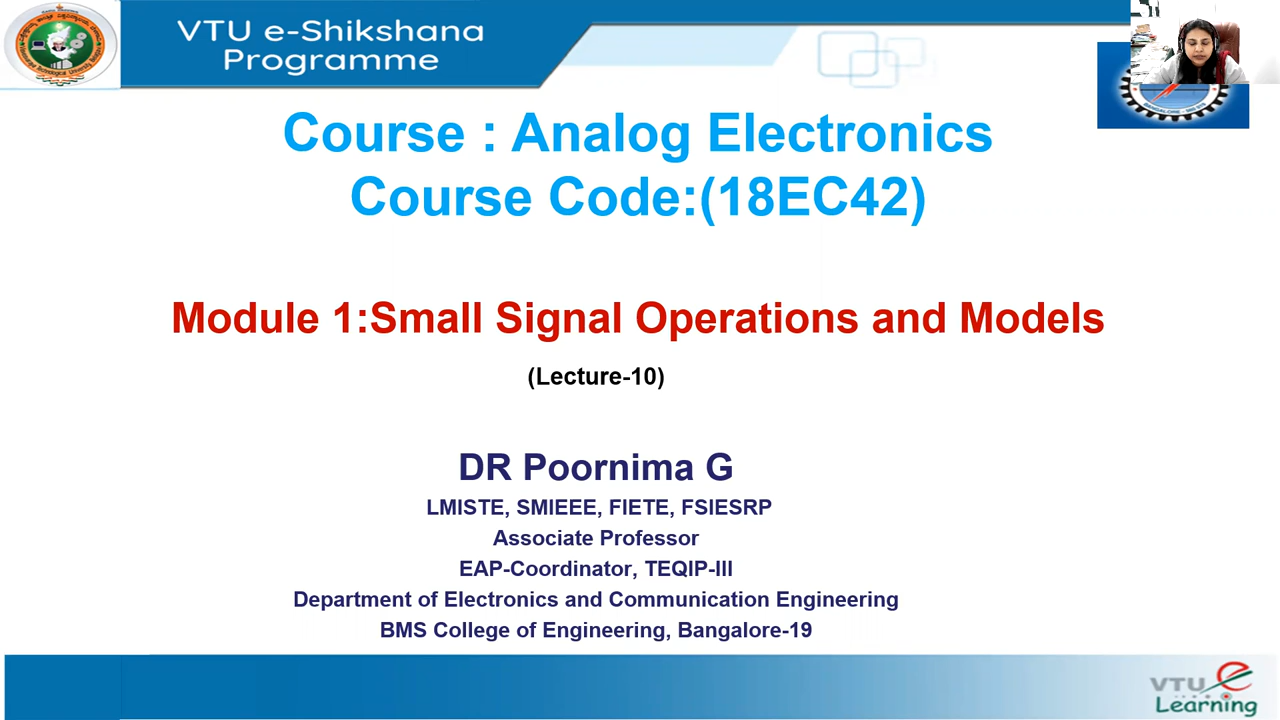 VTU e-Shikshana
Programme
Course : Analog Electronics
Course Code:(18EC42)
Module 1:Small Signal Operations and Models
(Lecture-10)
DR Poornima G
LMISTE, SMIEEE, FIETE, FSIESRP
Associate Professor
EAP-Coordinator, TEQIP-III
Department of Electronics and Communication Engineering
BMS College of Engineering, Bangalore-19
VTU e
Learning